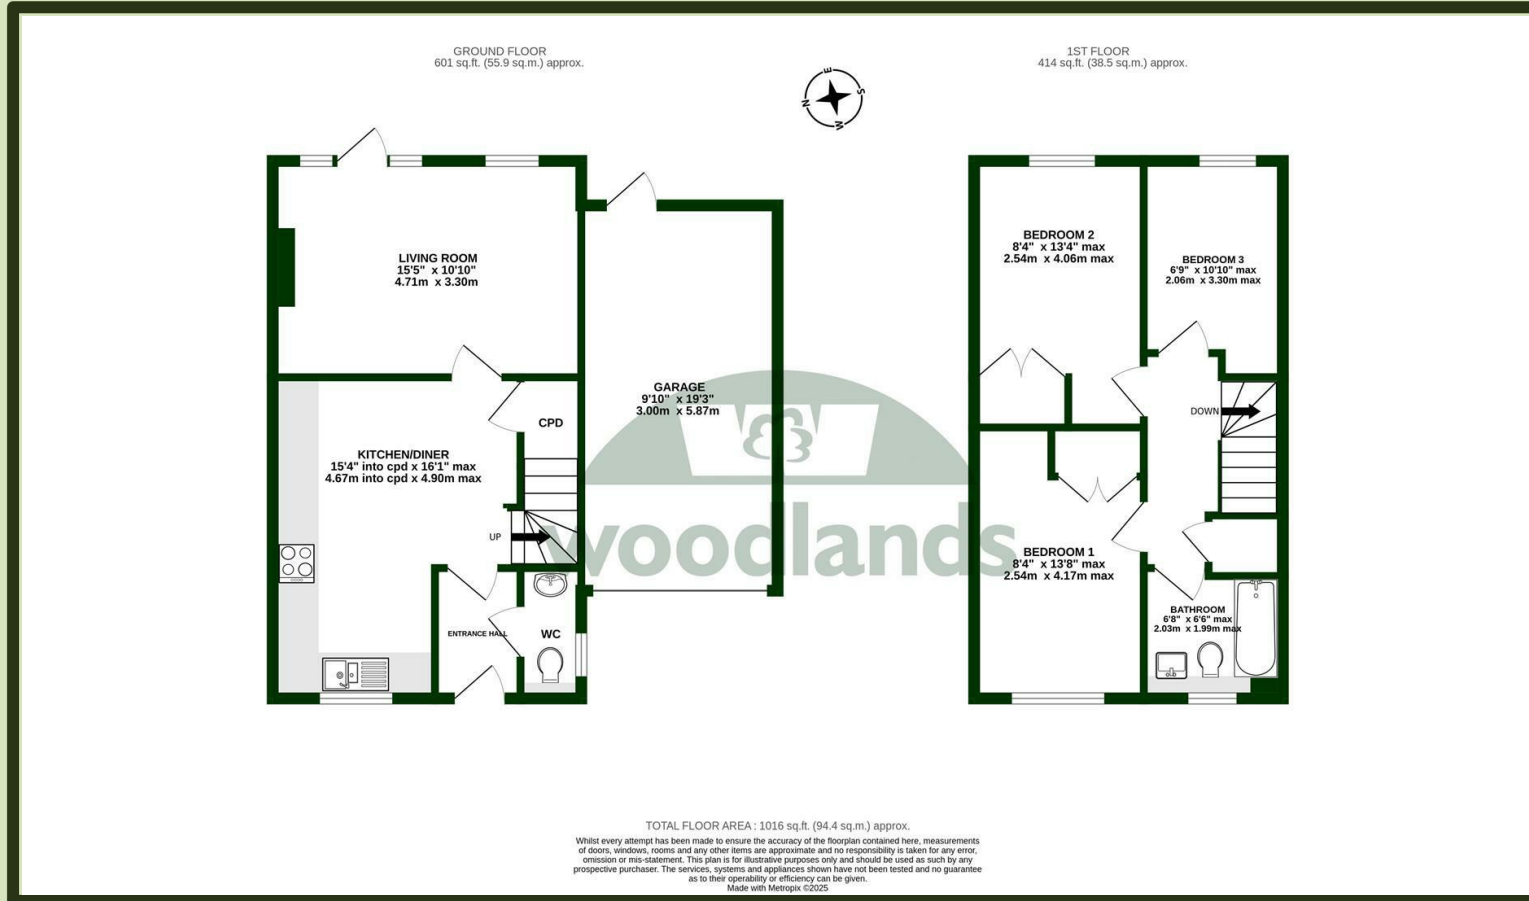 GROUND FLOOR
601 sq.ft. (55.9 sq.m.) approx.
1ST FLOOR
414 sq.ft. (38.5 sq.m.) approx.
E
N
S
W
LIVING ROOM
15'5" x 10'10"
4.71m x 3.30m
GARAGE
9'10" x 19'3"
3.00m x 5.87m
CPD
KITCHEN/DINER
15'4" into cpd x 16'1" max
4.67m into cpd x 4.90m max
UP
ENTRANCE HALL
WC
BEDROOM 2
8'4" x 13'4" max
2.54m x 4.06m max
BEDROOM 3
6'9" x 10'10" max
2.06m x 3.30m max
DOWN
BEDROOM 1
8'4" x 13'8" max
2.54m x 4.17m max
BATHROOM
6'8" x 6'6" max
2.03m x 1.99m max
woodlands
TOTAL FLOOR AREA : 1016 sq.ft. (94.4 sq.m.) approx.
Whilst every attempt has been made to ensure the accuracy of the floorplan contained here, measurements
of doors, windows, rooms and any other items are approximate and no responsibility is taken for any error,
omission or mis-statement. This plan is for illustrative purposes only and should be used as such by any
prospective purchaser. The services, systems and appliances shown have not been tested and no guarantee
as to their operability or efficiency can be given.
Made with Metropix ©2025